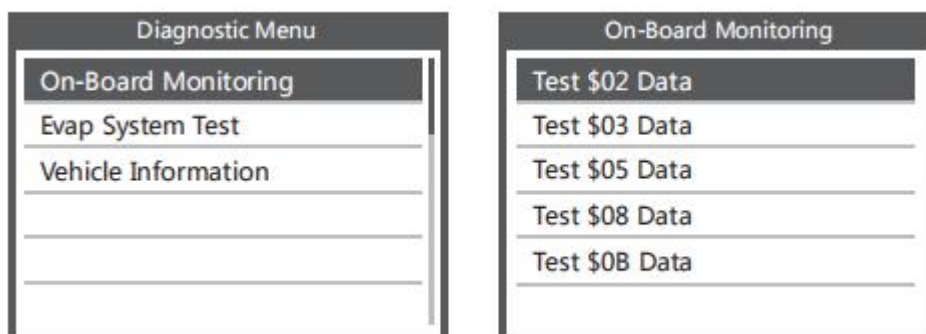 Diagnostic Menu
On-Board Monitoring
Evap System Test
Vehicle Information
On-Board Monitoring
Test $02 Data
Test $03 Data
Test $05 Data
Test $08 Data
Test $0B Data